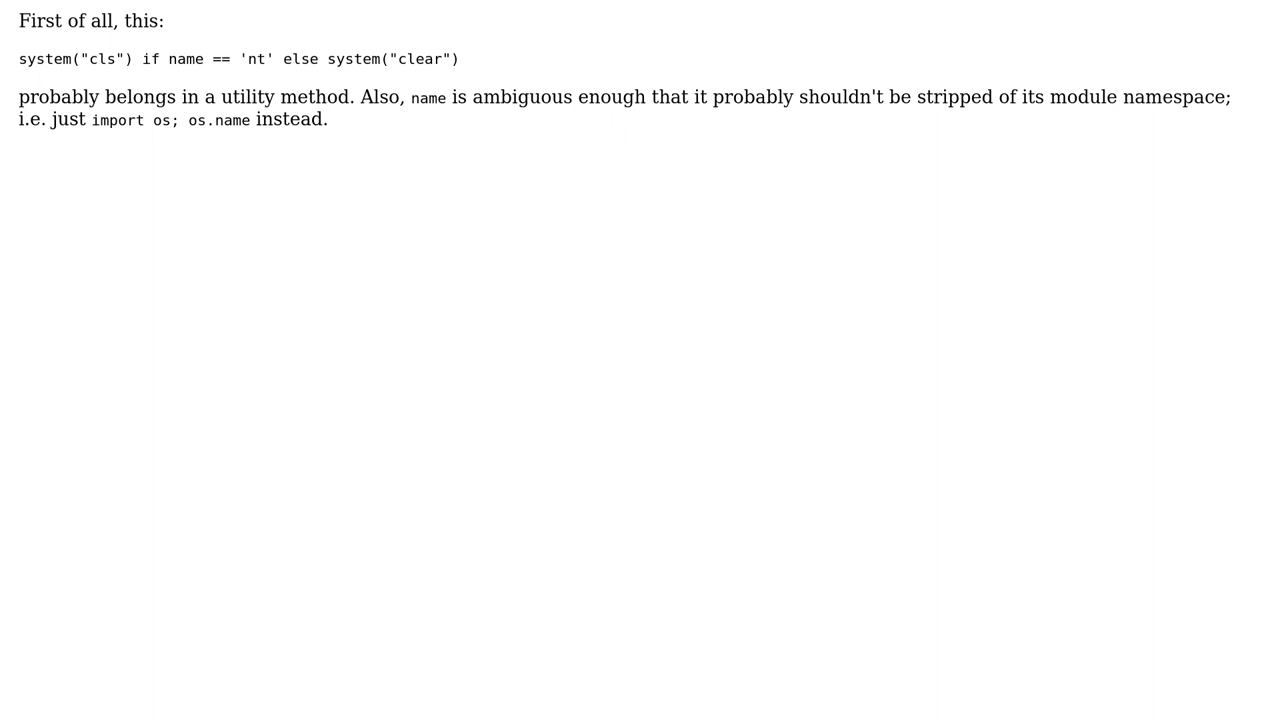 First of all, this:
system("cls") if name == 'nt' else system("clear")
probably belongs in a utility method. Also, name is ambiguous enough that it probably shouldn't be stripped of its module namespace;
i.e. just import os; os.name instead.